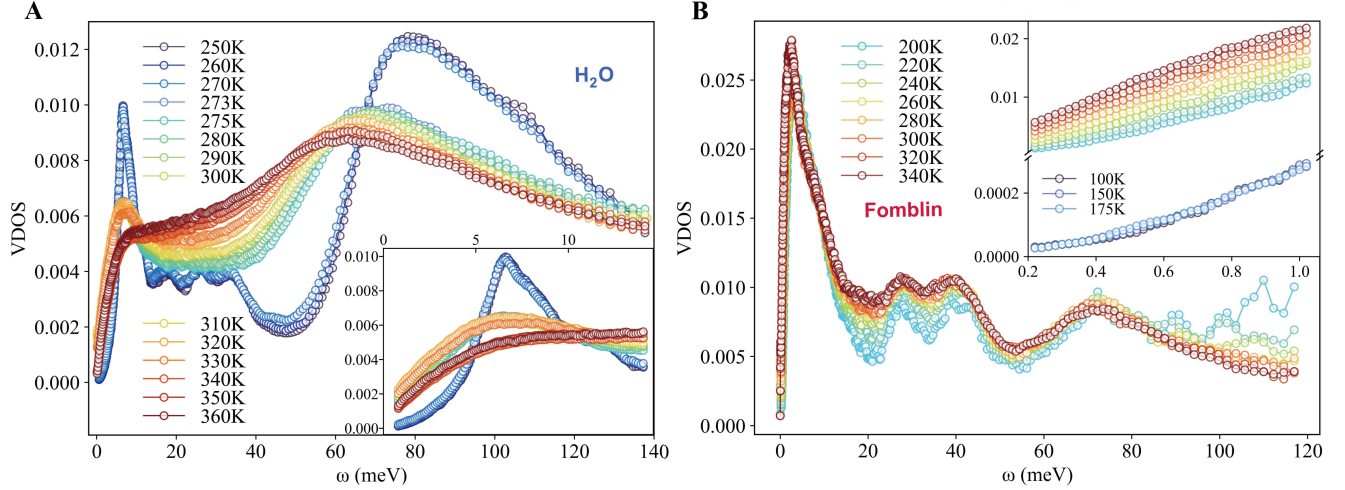 A
0.012
0.010
0.008
0.006
0.004
0.002
0.000
VDOS
250K
260K
270K
273K
275K
280K
290K
300K
H2O
310K
320K
330K
340K
350K
360K
0 5 10
0.010
0.008
0.006
0.004
0.002
0.000
0 20 40 60 80 100 120 140
ω (meV)
B
0.025
0.020
0.015
0.010
0.005
0.000
VDOS
200K
220K
240K
260K
280K
300K
320K
340K
Fomblin
0.02
0.01
0.0002
0.0000
100K
150K
175K
0.2 0.4 0.6 0.8 1.0
0 20 40 60 80 100 120
ω (meV)